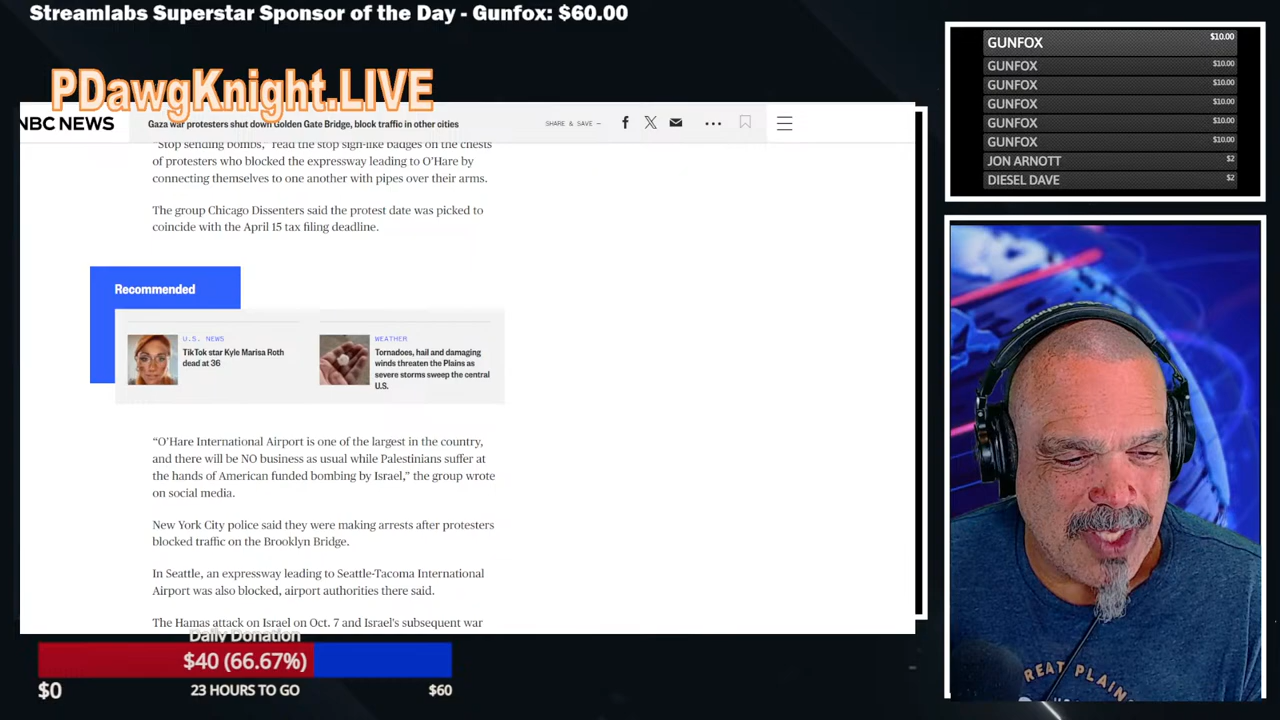 Streamlabs Superstar Sponsor of the Day - Gunfox: $60.00
PDawgKnight.LIVE
NBC NEWS
Gaza war protesters shut down Golden Gate Bridge, block traffic in other cities
SHARE & SAVE —
"Stop sending bombs," read the stop sign-like badges on the chests
of protesters who blocked the expressway leading to O'Hare by
connecting themselves to one another with pipes over their arms.
The group Chicago Dissenters said the protest date was picked to
coincide with the April 15 tax filing deadline.
Recommended
U.S. NEWS
TikTok star Kyle Marisa Roth
dead at 36
WEATHER
Tornadoes, hail and damaging
winds threaten the Plains as
severe storms sweep the central
U.S.
“O'Hare International Airport is one of the largest in the country,
and there will be NO business as usual while Palestinians suffer at
the hands of American funded bombing by Israel,” the group wrote
on social media.
New York City police said they were making arrests after protesters
blocked traffic on the Brooklyn Bridge.
In Seattle, an expressway leading to Seattle-Tacoma International
Airport was also blocked, airport authorities there said.
The Hamas attack on Israel on Oct. 7 and Israel's subsequent war
Daily Donation
$40 (66.67%)
$0
23 HOURS TO GO
$60
GUNFOX $10.00
GUNFOX $10.00
GUNFOX $10.00
GUNFOX $10.00
GUNFOX $10.00
GUNFOX $10.00
JON ARNOTT $2
DIESEL DAVE $2
technica
REAT PLAIN